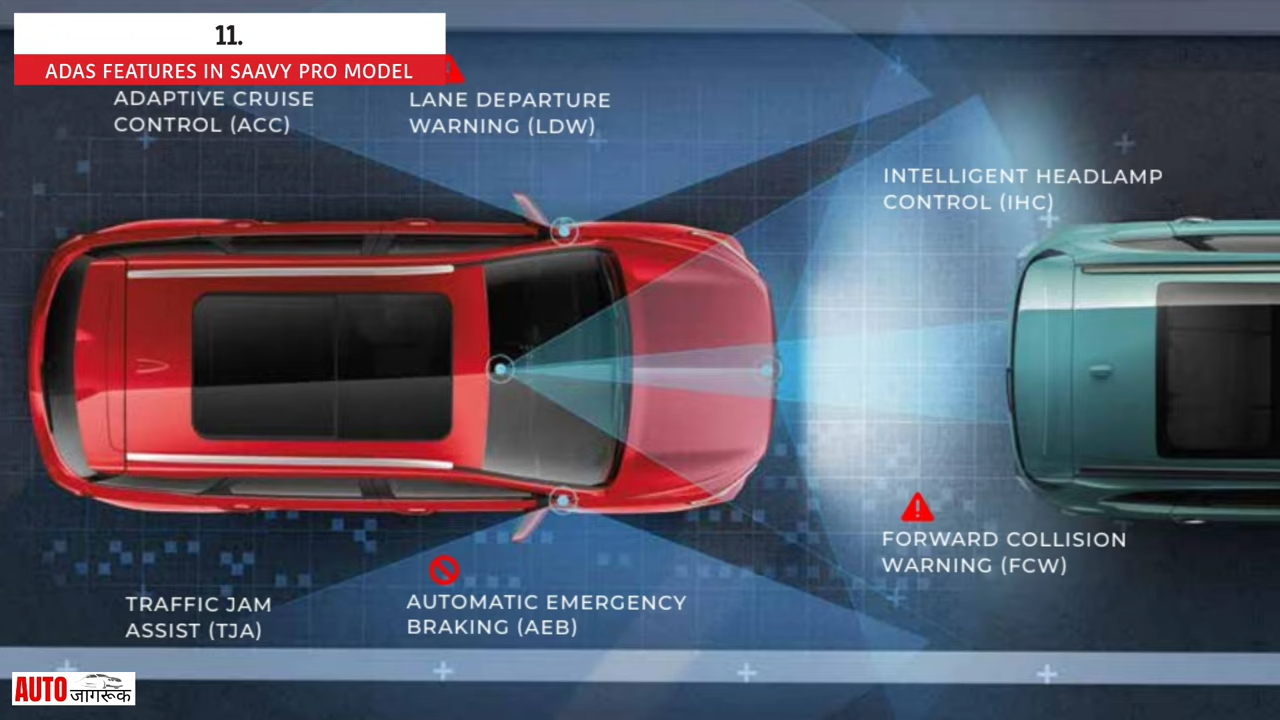 11.
ADAS FEATURES IN SAAVY PRO MODEL
ADAPTIVE CRUISE
CONTROL (ACC)
LANE DEPARTURE
WARNING (LDW)
INTELLIGENT HEADLAMP
CONTROL (IHC)
FORWARD COLLISION
WARNING (FCW)
TRAFFIC JAM
ASSIST (TJA)
AUTOMATIC EMERGENCY
BRAKING (AEB)
AUTO जागरूक